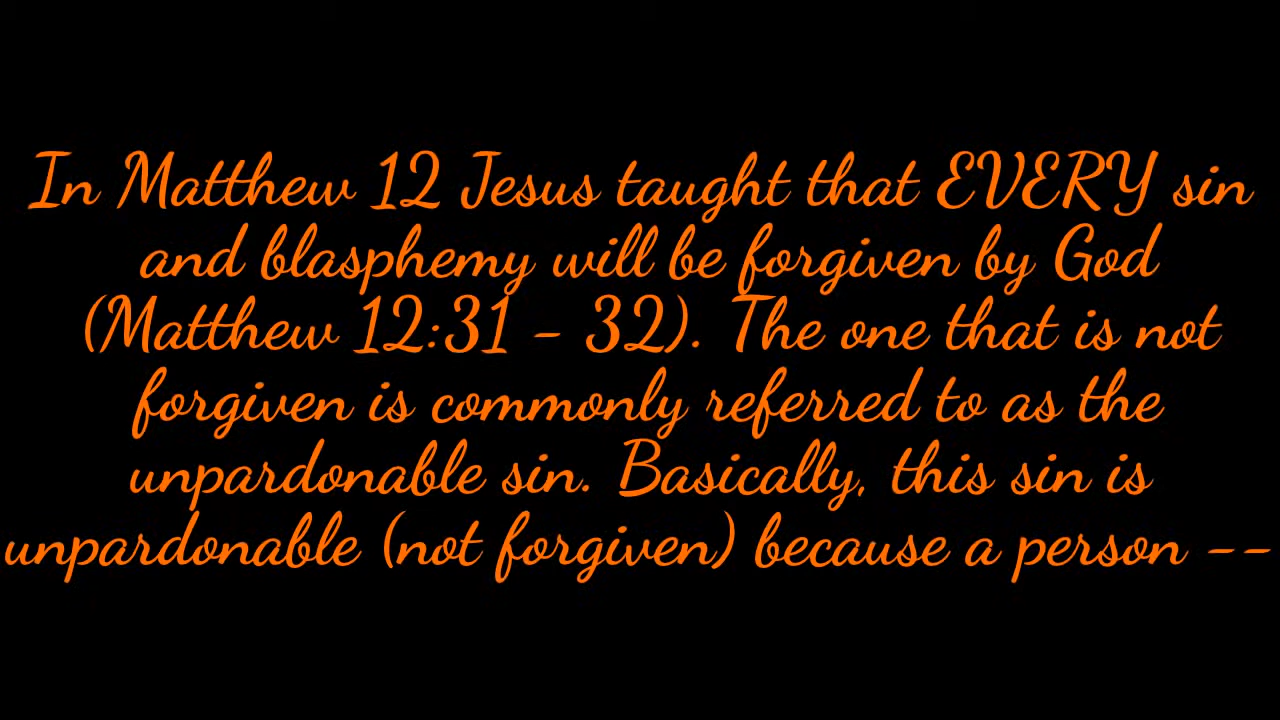 In Matthew 12 Jesus taught that EVERY sin
and blasphemy will be forgiven by God
(Matthew 12:31 - 32). The one that is not
forgiven is commonly referred to as the
unpardonable sin. Basically, this sin is
unpardonable (not forgiven) because a person --